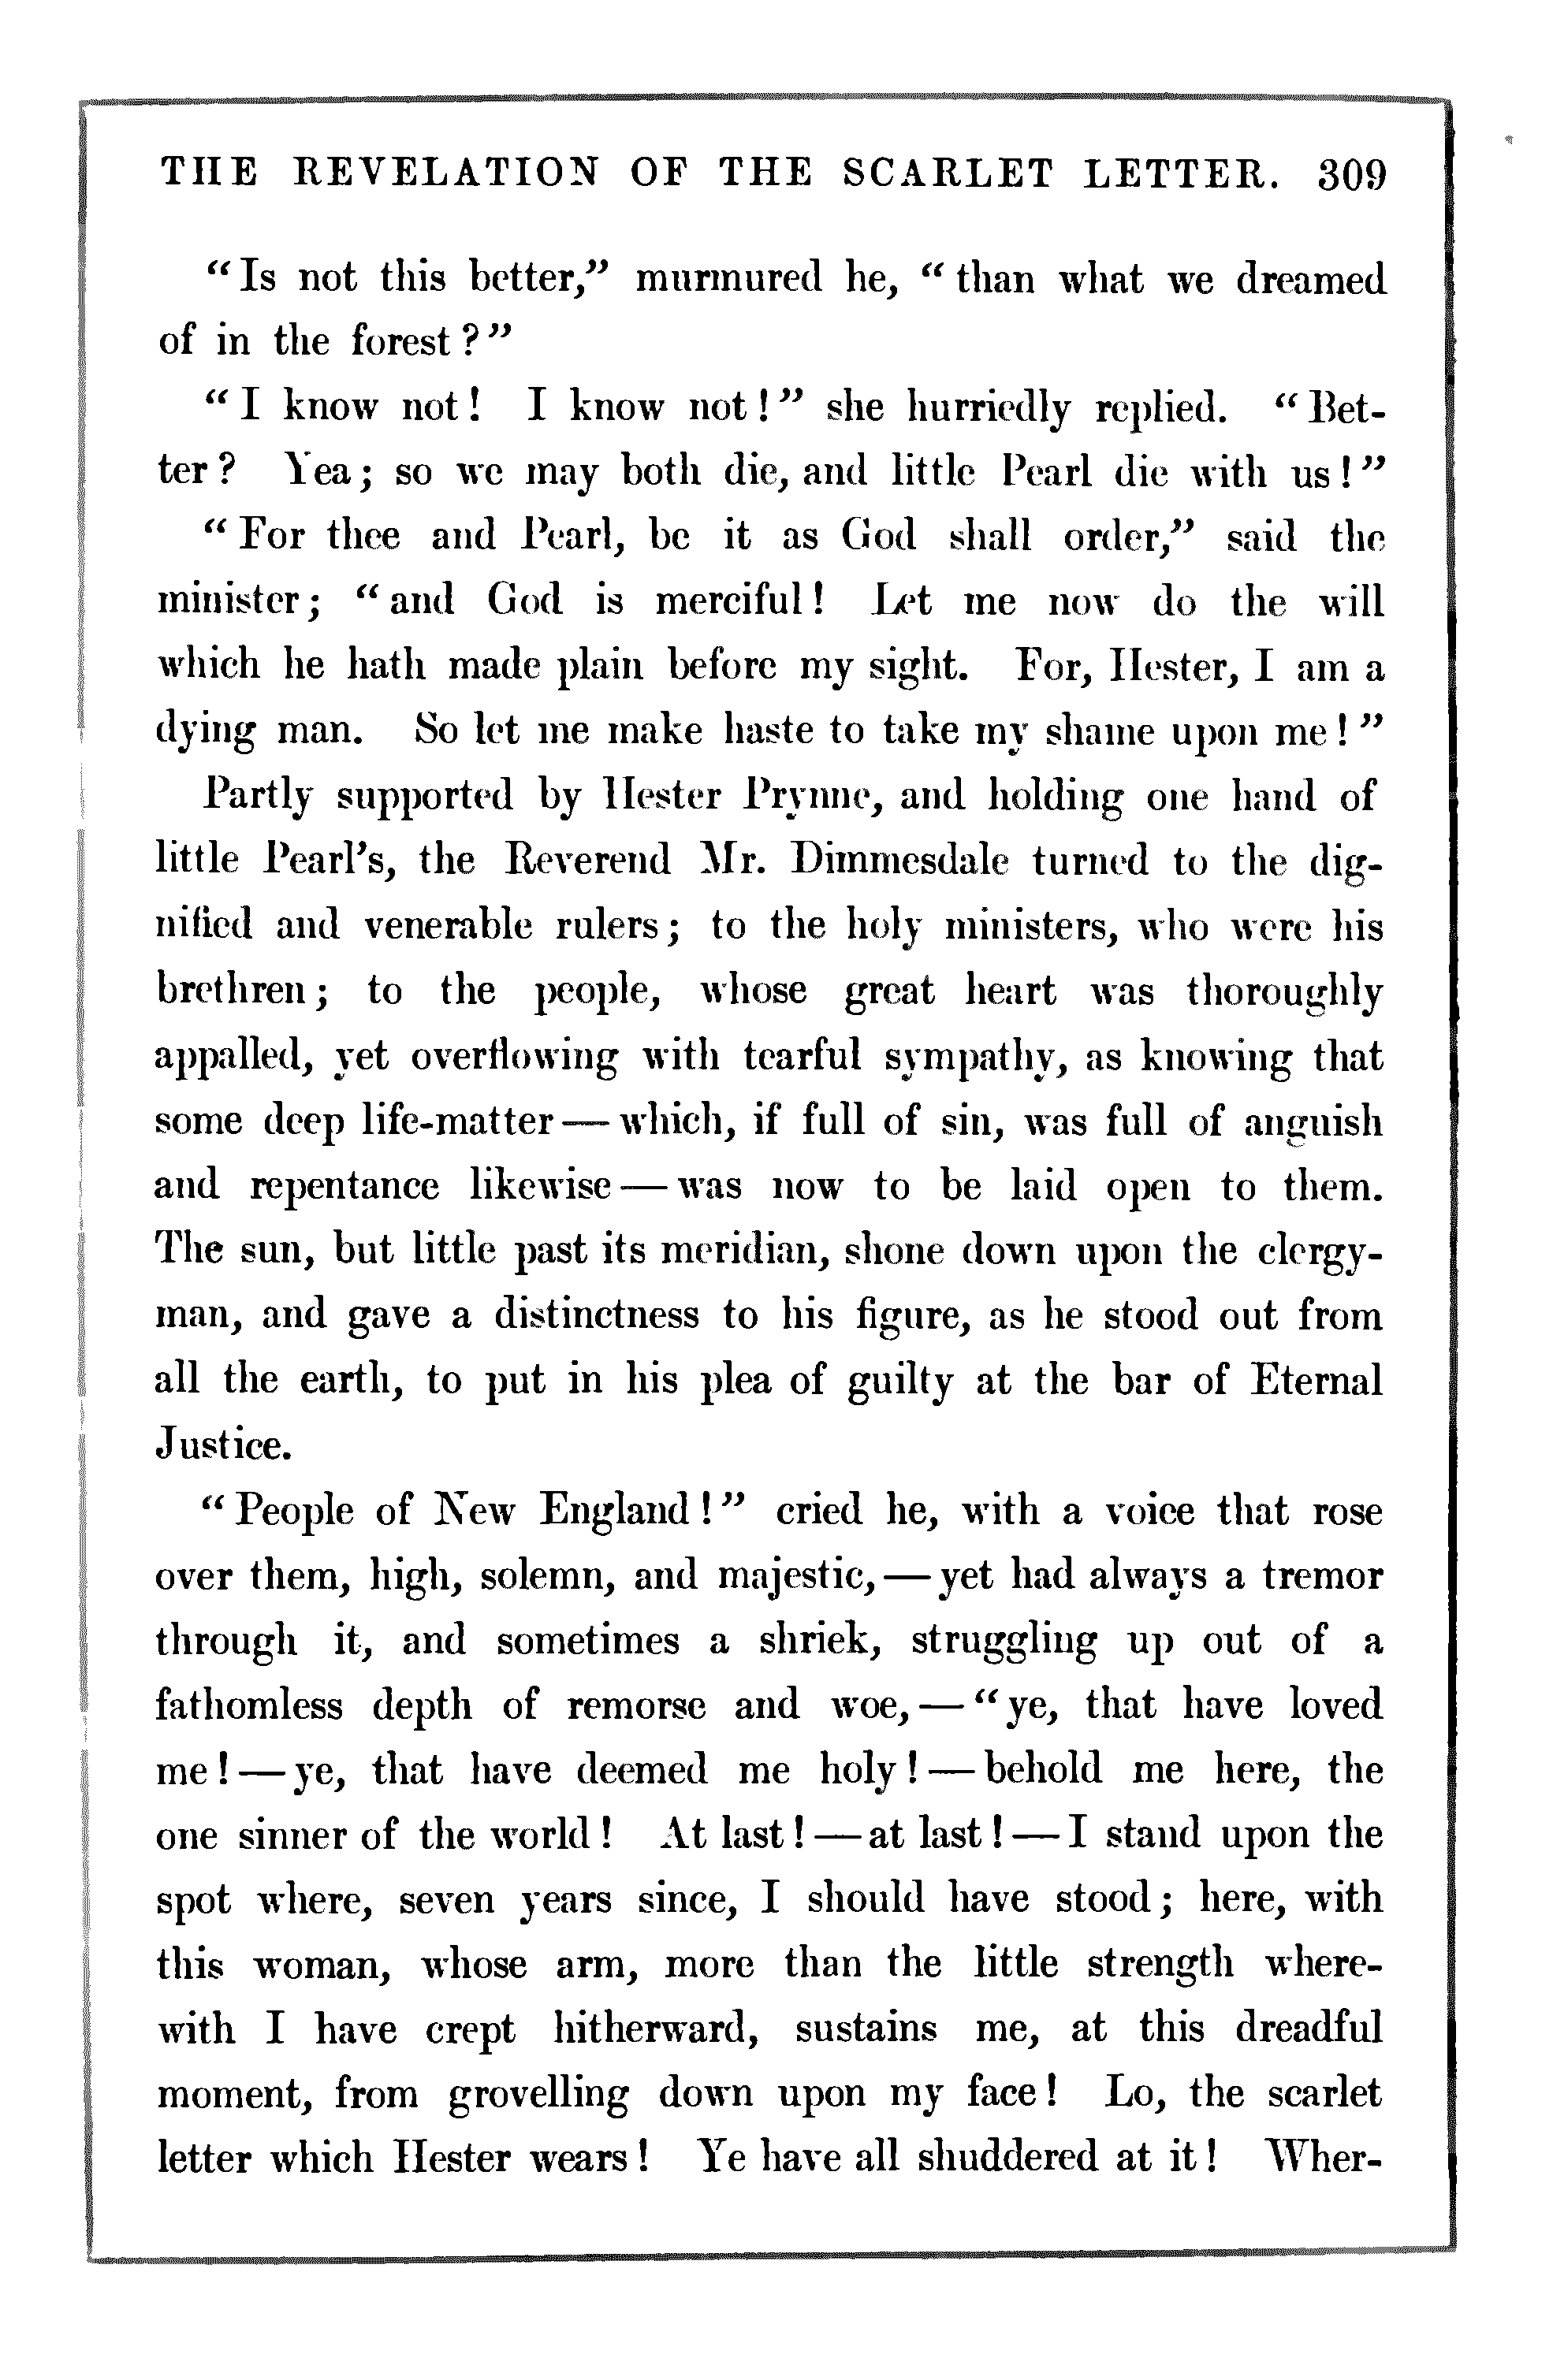 THE REVELATION OF THE SCARLET LETTER. 309
“Is not this better,” murmured he, “than what we dreamed
of in the forest?”
“I know not! I know not!” she hurriedly replied. “Bet-
ter? Yea; so we may both die, and little Pearl die with us!”
“For thee and Pearl, be it as God shall order,” said the
minister; “and God is merciful! Let me now do the will
which he hath made plain before my sight. For, Hester, I am a
dying man. So let me make haste to take my shame upon me!”
Partly supported by Hester Prynne, and holding one hand of
little Pearl’s, the Reverend Mr. Dimmesdale turned to the dig-
nified and venerable rulers; to the holy ministers, who were his
brethren; to the people, whose great heart was thoroughly
appalled, yet overflowing with tearful sympathy, as knowing that
some deep life-matter—which, if full of sin, was full of anguish
and repentance likewise—was now to be laid open to them.
The sun, but little past its meridian, shone down upon the clergy-
man, and gave a distinctness to his figure, as he stood out from
all the earth, to put in his plea of guilty at the bar of Eternal
Justice.
“People of New England!” cried he, with a voice that rose
over them, high, solemn, and majestic,—yet had always a tremor
through it, and sometimes a shriek, struggling up out of a
fathomless depth of remorse and woe,—“ye, that have loved
me!—ye, that have deemed me holy!—behold me here, the
one sinner of the world! At last!—at last!—I stand upon the
spot where, seven years since, I should have stood; here, with
this woman, whose arm, more than the little strength where-
with I have crept hitherward, sustains me, at this dreadful
moment, from grovelling down upon my face! Lo, the scarlet
letter which Hester wears! Ye have all shuddered at it! Wher-